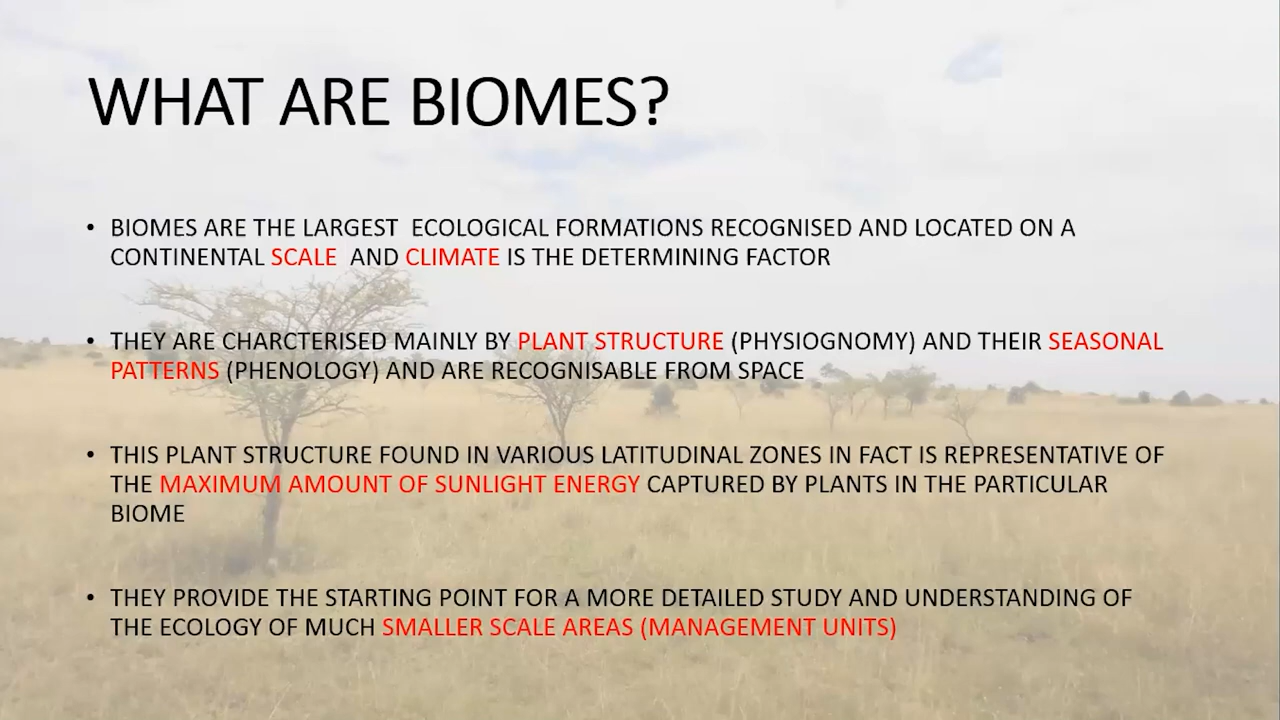 WHAT ARE BIOMES?
• BIOMES ARE THE LARGEST  ECOLOGICAL FORMATIONS RECOGNISED AND LOCATED ON A
CONTINENTAL SCALE  AND CLIMATE IS THE DETERMINING FACTOR
• THEY ARE CHARCTERISED MAINLY BY PLANT STRUCTURE (PHYSIOGNOMY) AND THEIR SEASONAL
PATTERNS (PHENOLOGY) AND ARE RECOGNISABLE FROM SPACE
• THIS PLANT STRUCTURE FOUND IN VARIOUS LATITUDINAL ZONES IN FACT IS REPRESENTATIVE OF
THE MAXIMUM AMOUNT OF SUNLIGHT ENERGY CAPTURED BY PLANTS IN THE PARTICULAR
BIOME
• THEY PROVIDE THE STARTING POINT FOR A MORE DETAILED STUDY AND UNDERSTANDING OF
THE ECOLOGY OF MUCH SMALLER SCALE AREAS (MANAGEMENT UNITS)